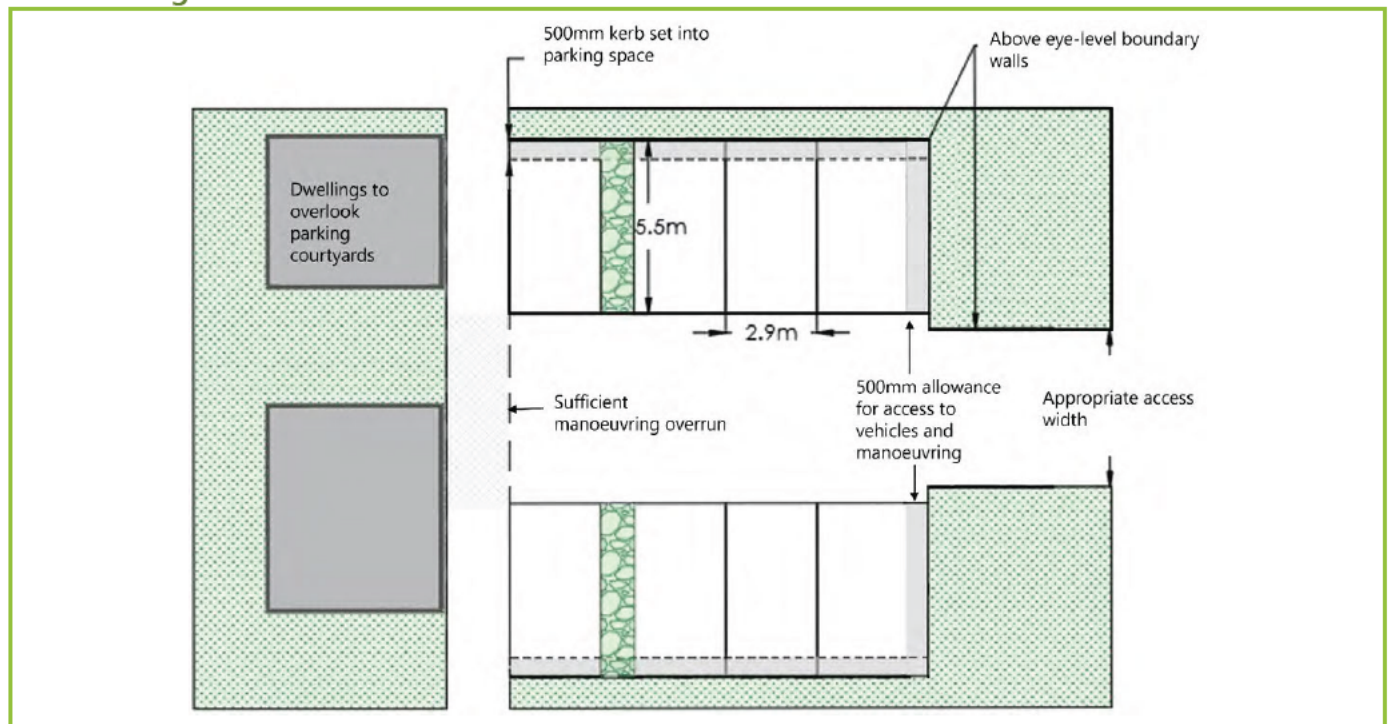 500mm kerb set into
parking space
Above eye-level boundary
walls
Dwellings to
overlook
parking
courtyards
5.5m
2.9m
Sufficient
manoeuvring overrun
500mm allowance
for access to
vehicles and
manoeuvring
Appropriate access
width